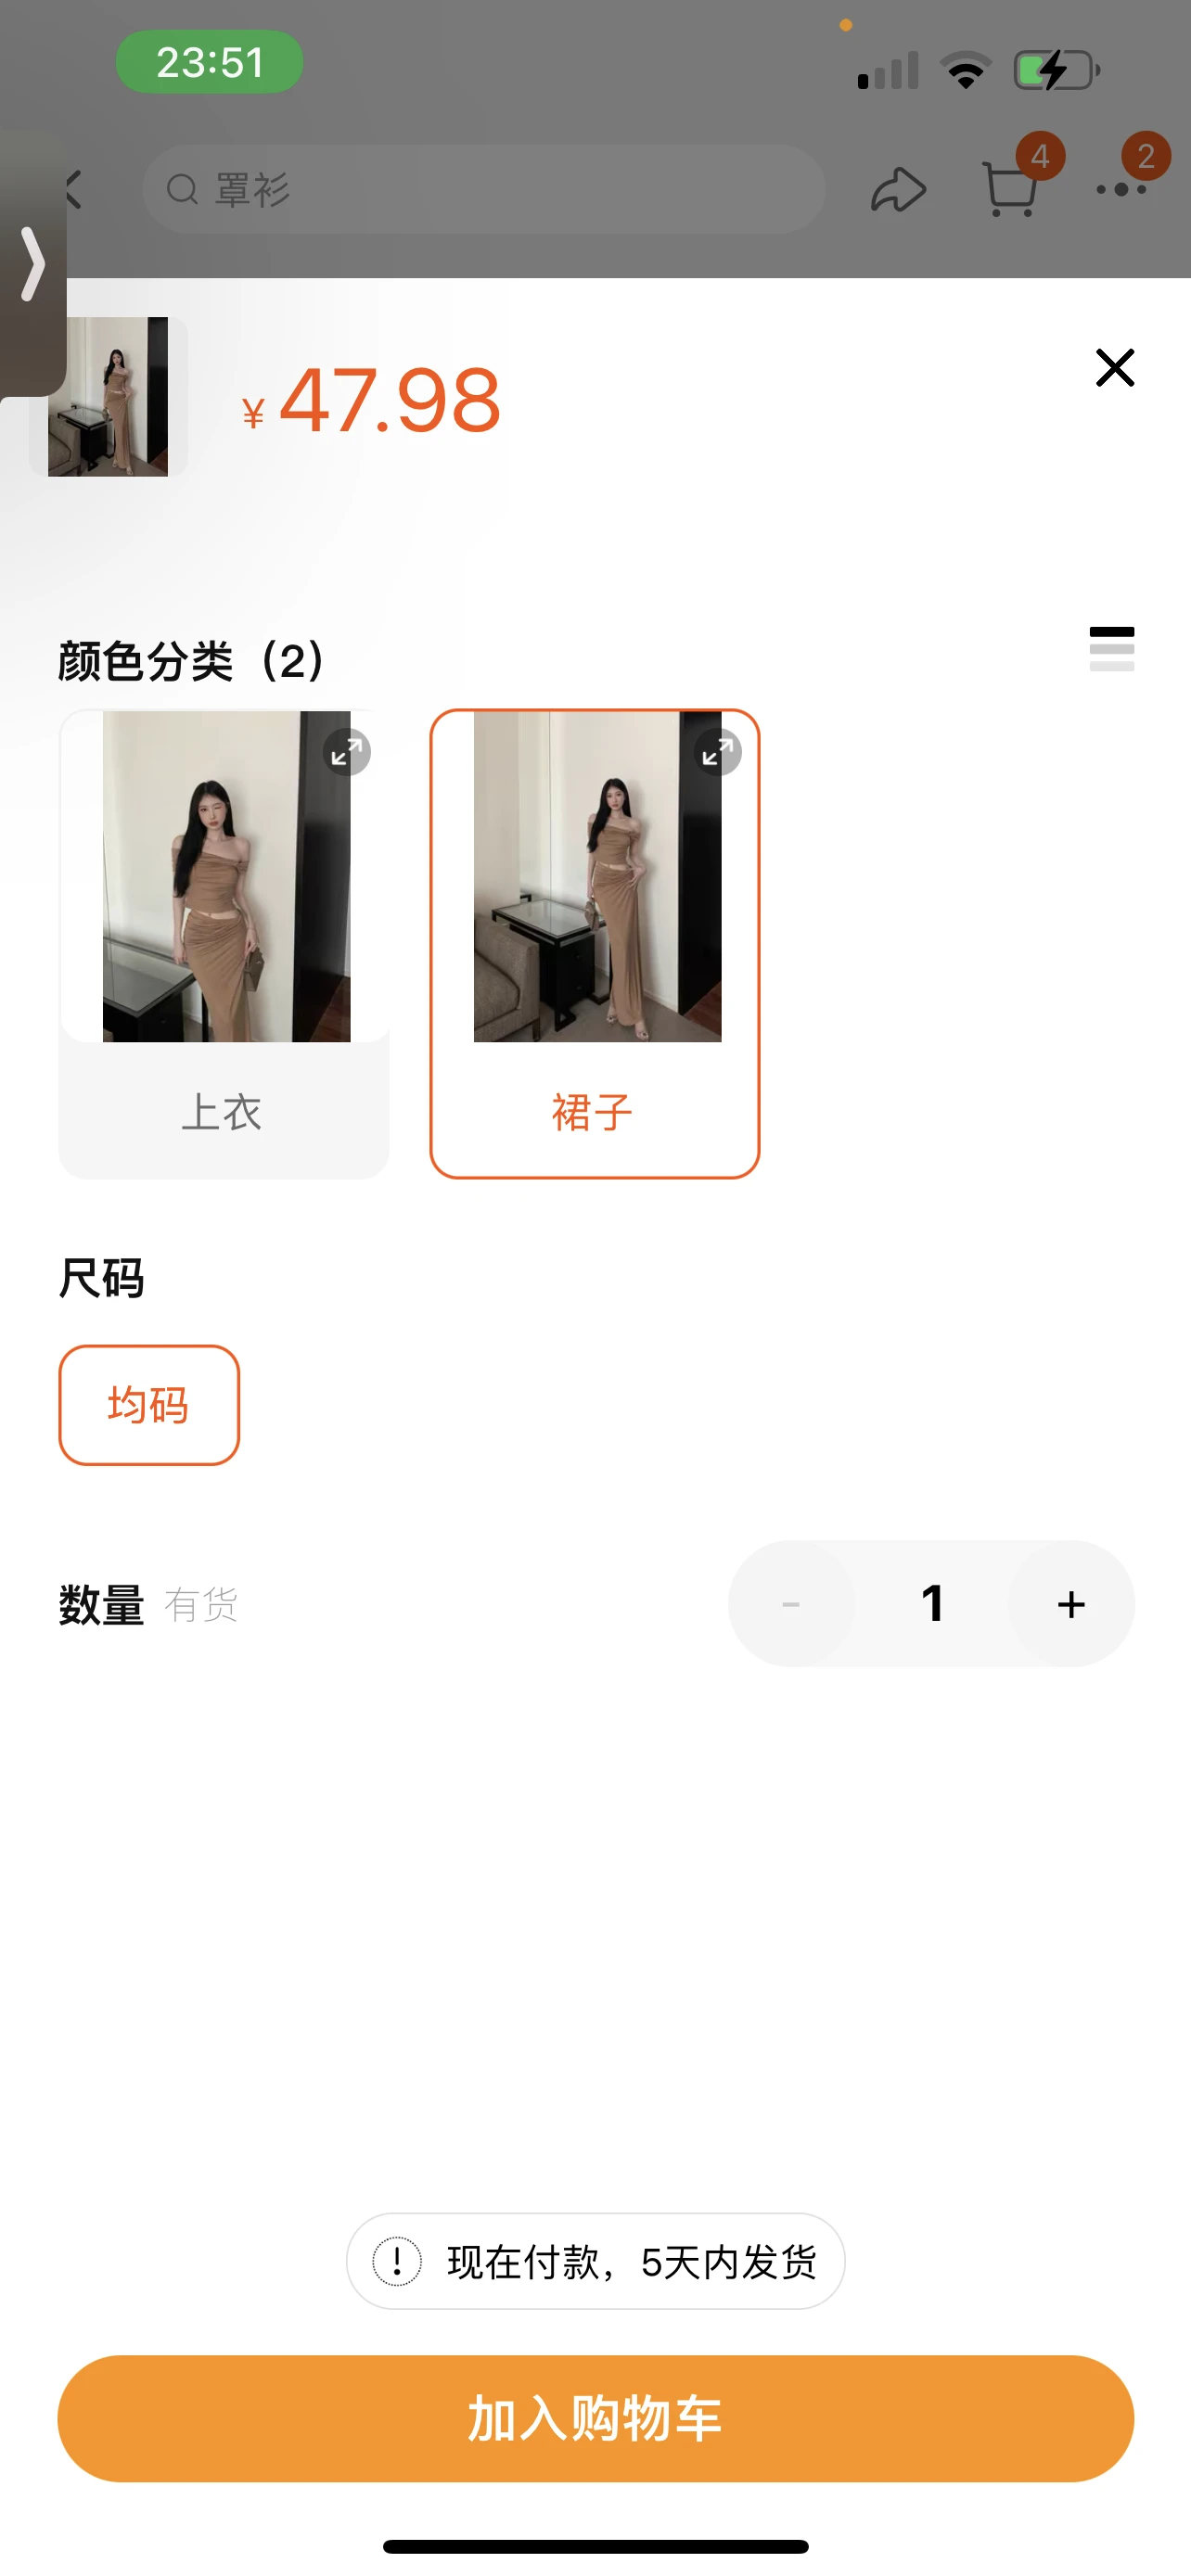 23:51
罩衫
4
2
¥47.98
颜色分类（2）
上衣
裙子
尺码
均码
数量 有货
- 1 +
现在付款，5天内发货
加入购物车